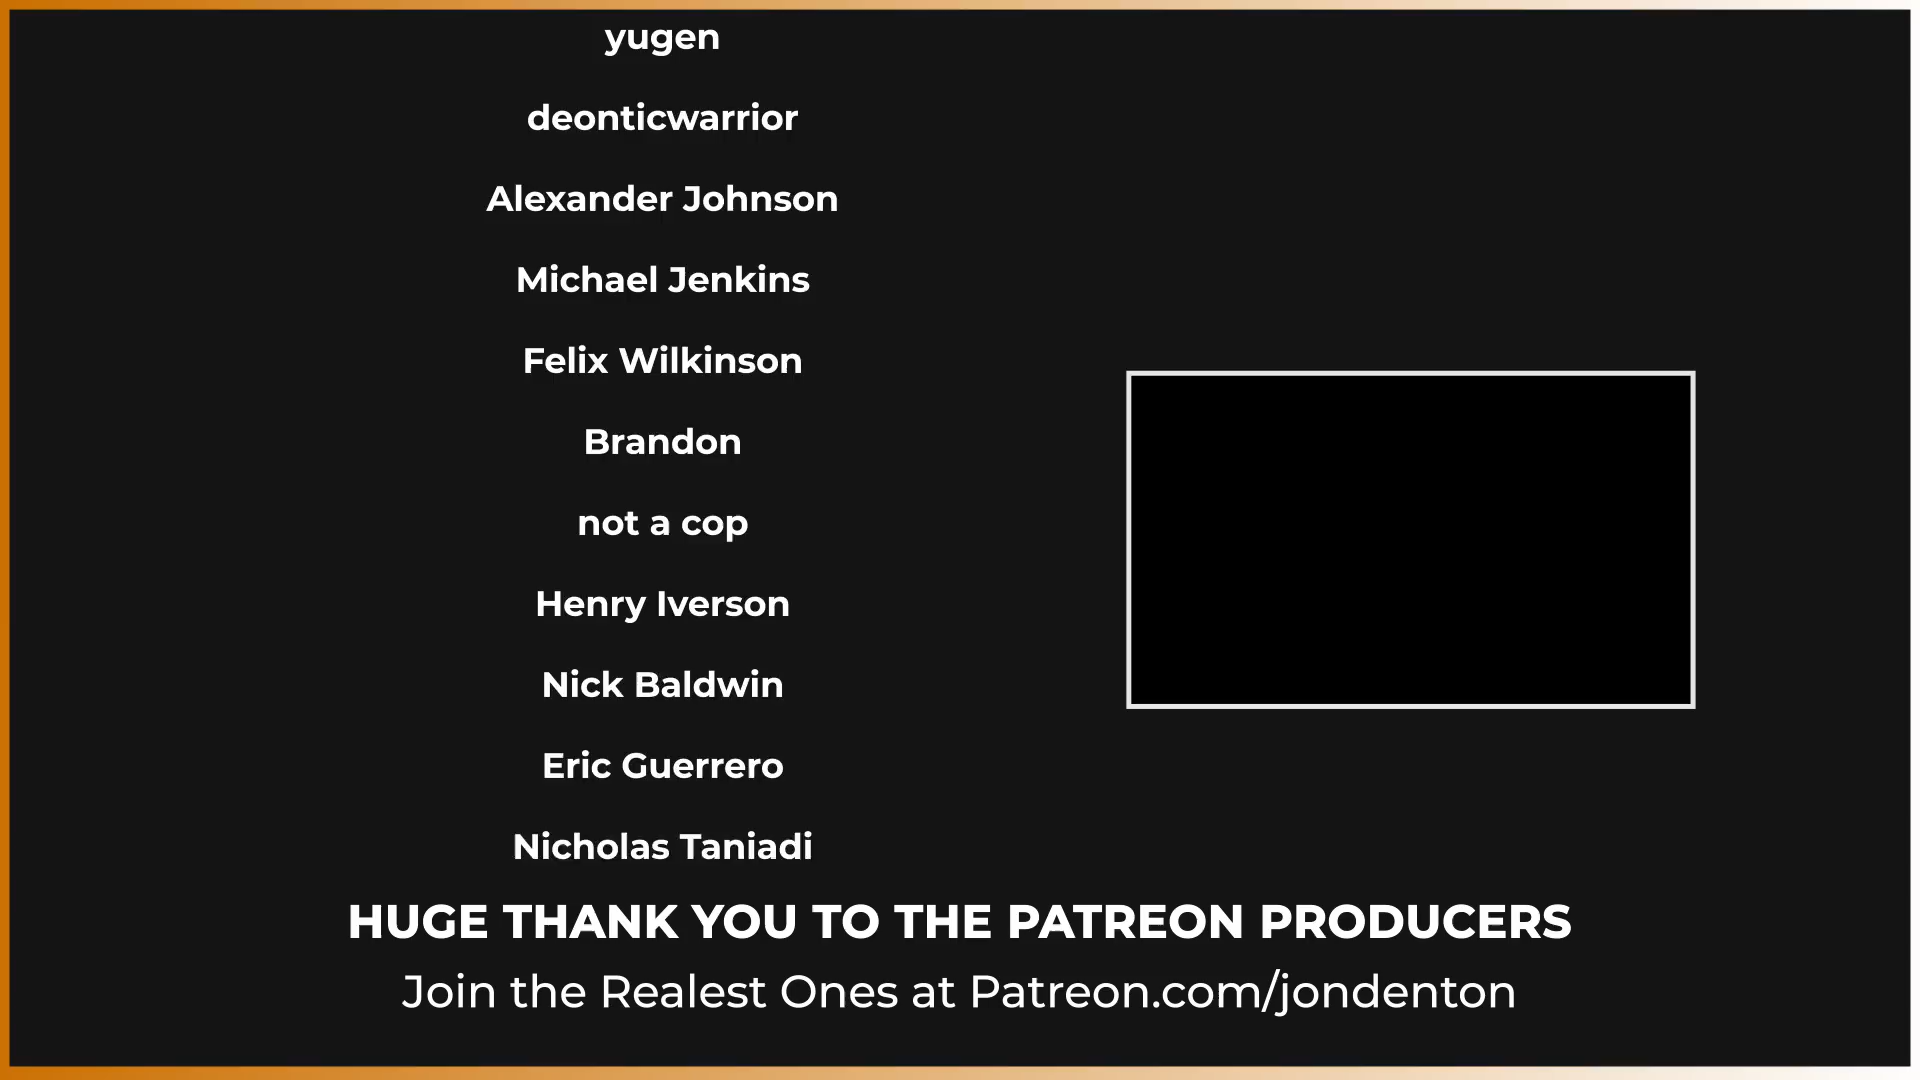 yugen
deonticwarrior
Alexander Johnson
Michael Jenkins
Felix Wilkinson
Brandon
not a cop
Henry Iverson
Nick Baldwin
Eric Guerrero
Nicholas Taniadi
HUGE THANK YOU TO THE PATREON PRODUCERS
Join the Realest Ones at Patreon.com/jondenton